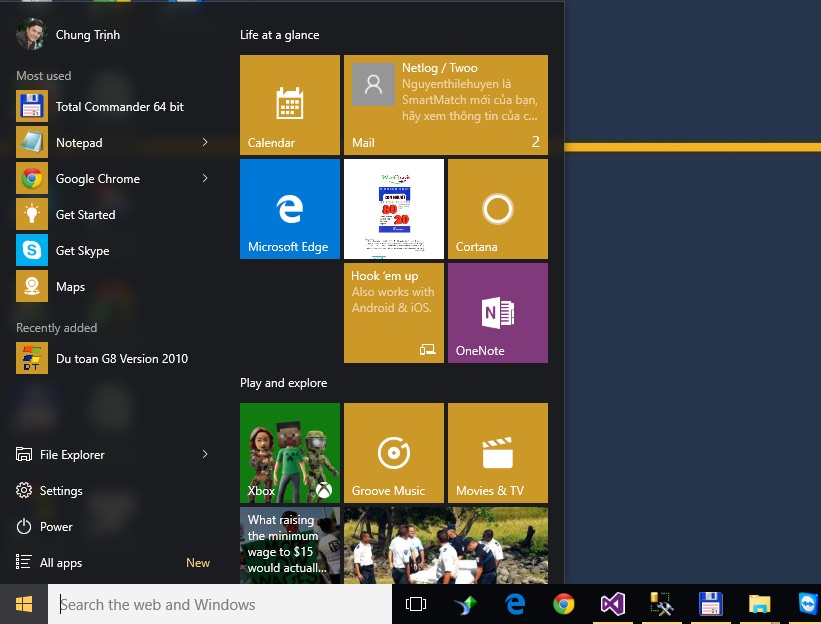 Chung Trịnh
Most used
Total Commander 64 bit
Notepad
Google Chrome
Get Started
Get Skype
Maps
Recently added
DT
Du toan G8 Version 2010
File Explorer
Settings
Power
All apps
New
Life at a glance
Calendar
Netlog / Twoo
Nguyenthilehuyen là
SmartMatch mới của bạn,
hãy xem thông tin của c...
Mail
2
Microsoft Edge
80
20
Cortana
Hook ‘em up
Also works with
Android & iOS.
N
OneNote
Play and explore
Xbox
Groove Music
Movies & TV
What raising
the minimum
wage to $15
would actuall...
Search the web and Windows